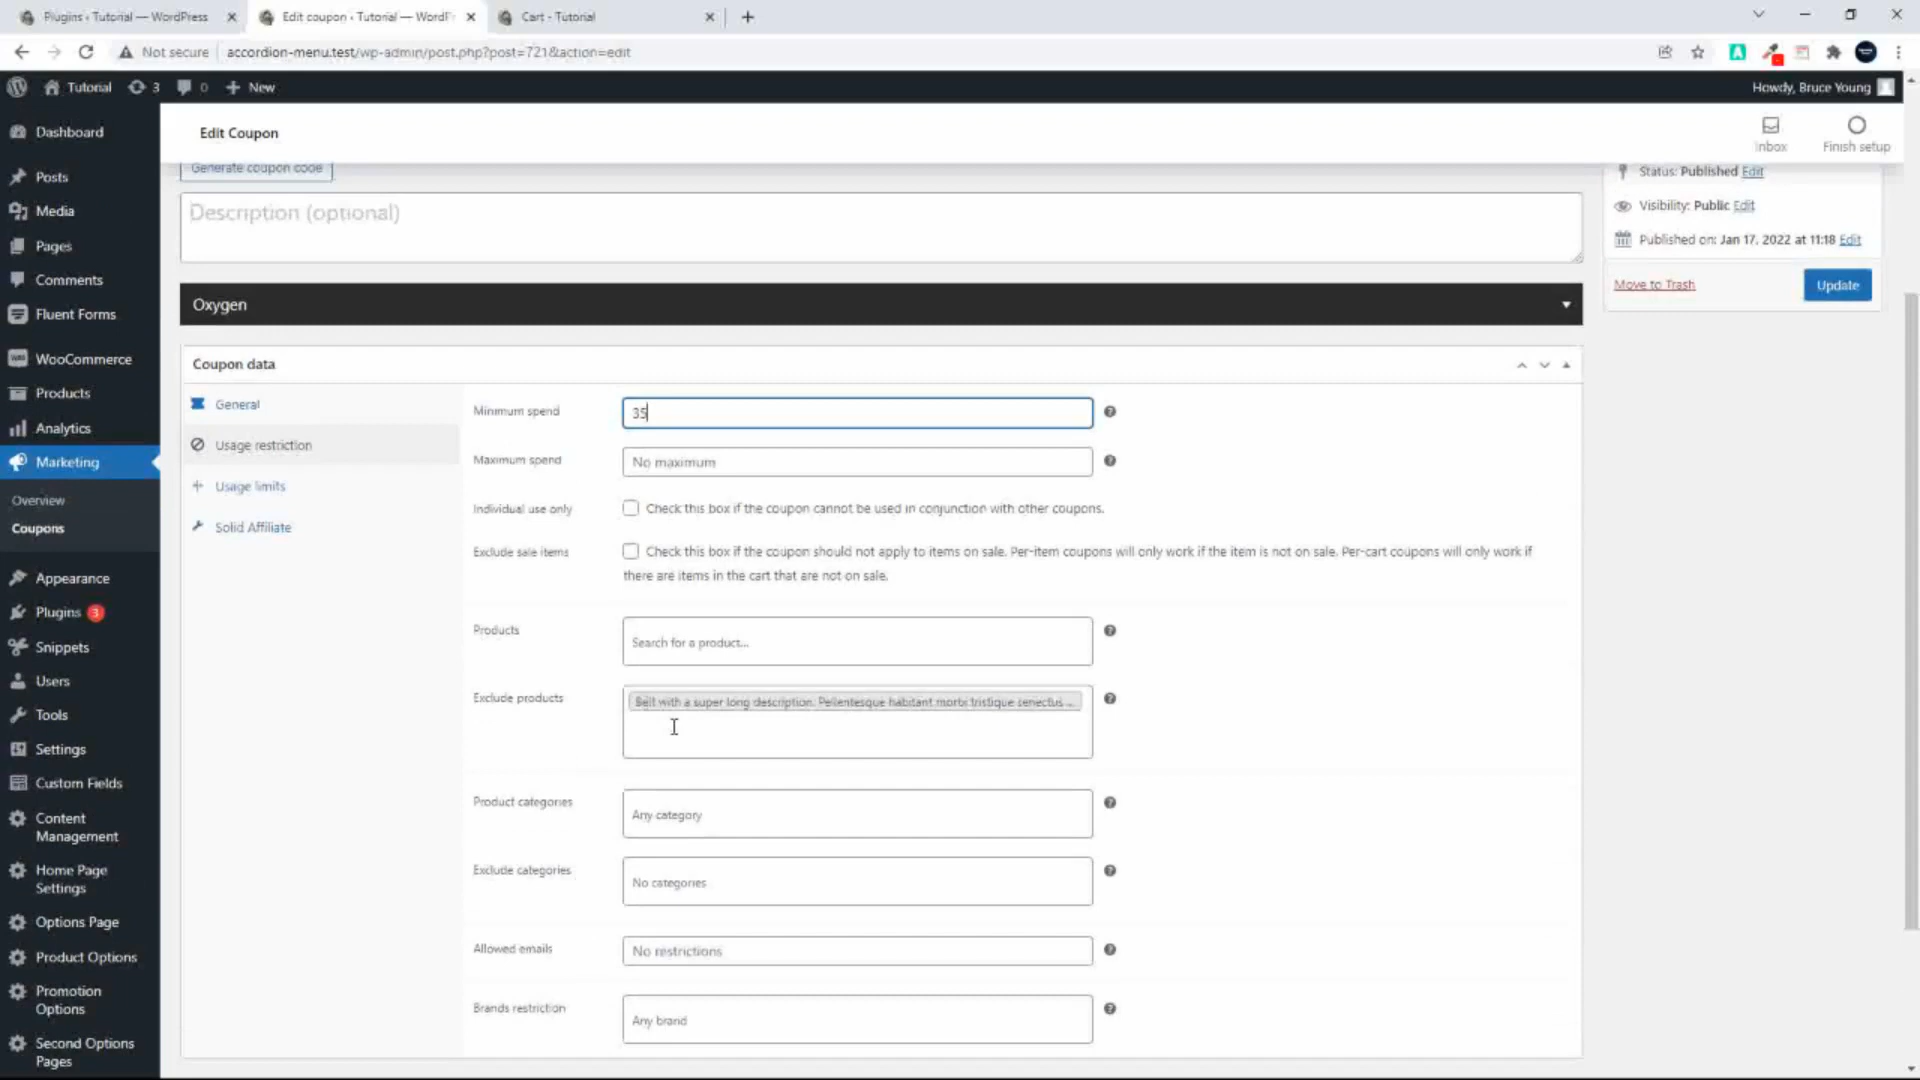 Plugins ‹ Tutorial — WordPress
Edit coupon ‹ Tutorial — WordPr
Cart - Tutorial
Not secure
accordion-menu.test/wp-admin/post.php?post=721&action=edit
Tutorial
3
0
New
Howdy, Bruce Young
Dashboard
Posts
Media
Pages
Comments
Fluent Forms
WooCommerce
Products
Analytics
Marketing
Overview
Coupons
Appearance
Plugins 3
Snippets
Users
Tools
Settings
Custom Fields
Content
Management
Home Page
Settings
Options Page
Product Options
Promotion
Options
Second Options
Pages
Edit Coupon
Inbox
Finish setup
Generate coupon code
Description (optional)
Oxygen
Coupon data
General
Usage restriction
Usage limits
Solid Affiliate
Minimum spend
35
Maximum spend
No maximum
Individual use only
Check this box if the coupon cannot be used in conjunction with other coupons.
Exclude sale items
Check this box if the coupon should not apply to items on sale. Per-item coupons will only work if the item is not on sale. Per-cart coupons will only work if
there are items in the cart that are not on sale.
Products
Search for a product...
Exclude products
Belt with a super long description. Pellentesque habitant morbi tristique senectus ...
Product categories
Any category
Exclude categories
No categories
Allowed emails
No restrictions
Brands restriction
Any brand
Status: Published Edit
Visibility: Public Edit
Published on: Jan 17, 2022 at 11:18 Edit
Move to Trash
Update